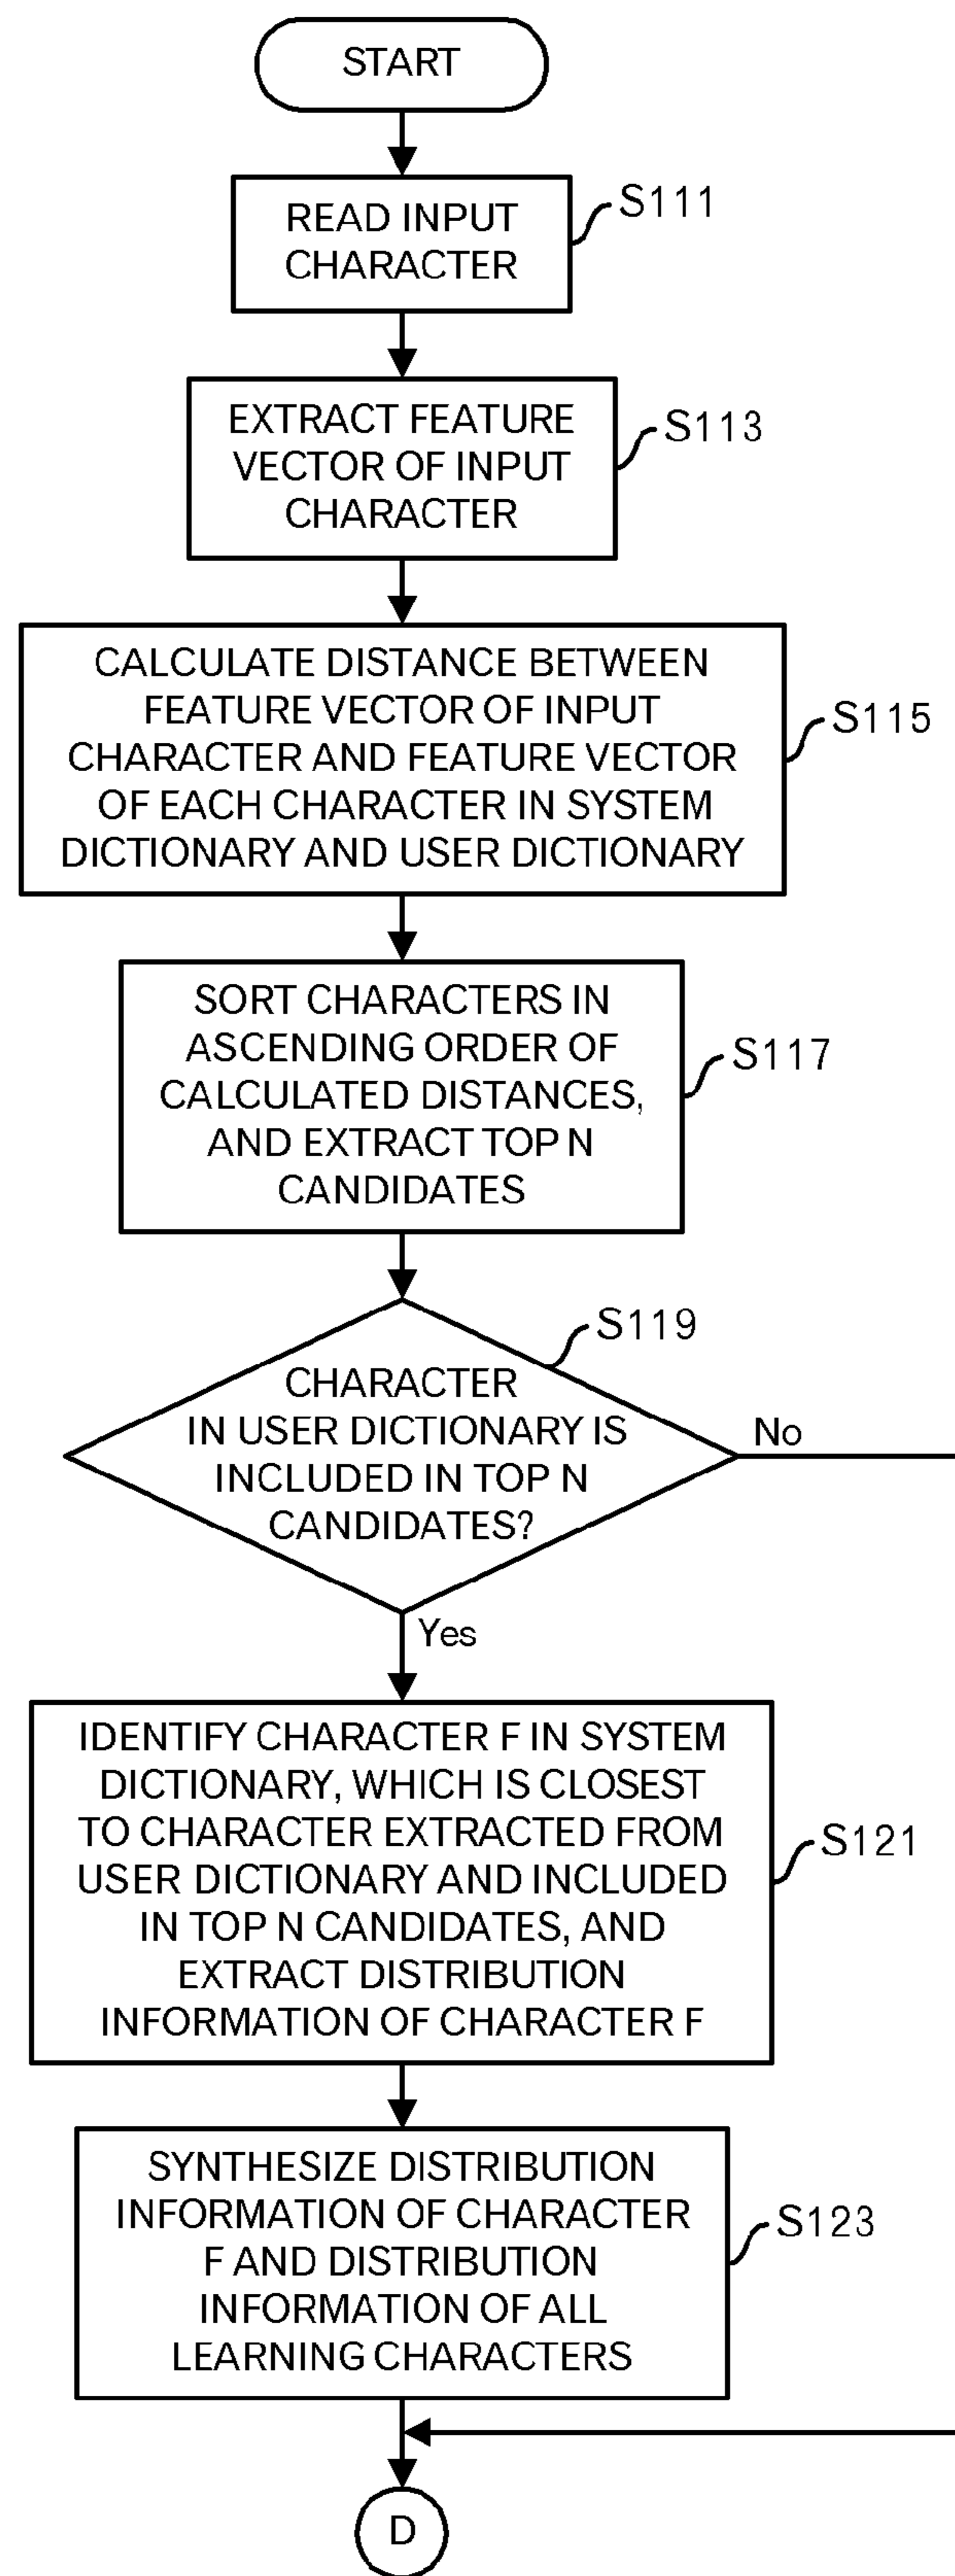 START
READ INPUT
CHARACTER
S111
EXTRACT FEATURE
VECTOR OF INPUT
CHARACTER
S113
CALCULATE DISTANCE BETWEEN
FEATURE VECTOR OF INPUT
CHARACTER AND FEATURE VECTOR
OF EACH CHARACTER IN SYSTEM
DICTIONARY AND USER DICTIONARY
S115
SORT CHARACTERS IN
ASCENDING ORDER OF
CALCULATED DISTANCES,
AND EXTRACT TOP N
CANDIDATES
S117
CHARACTER
IN USER DICTIONARY IS
INCLUDED IN TOP N
CANDIDATES?
S119
No
Yes
IDENTIFY CHARACTER F IN SYSTEM
DICTIONARY, WHICH IS CLOSEST
TO CHARACTER EXTRACTED FROM
USER DICTIONARY AND INCLUDED
IN TOP N CANDIDATES, AND
EXTRACT DISTRIBUTION
INFORMATION OF CHARACTER F
S121
SYNTHESIZE DISTRIBUTION
INFORMATION OF CHARACTER
F AND DISTRIBUTION
INFORMATION OF ALL
LEARNING CHARACTERS
S123
D